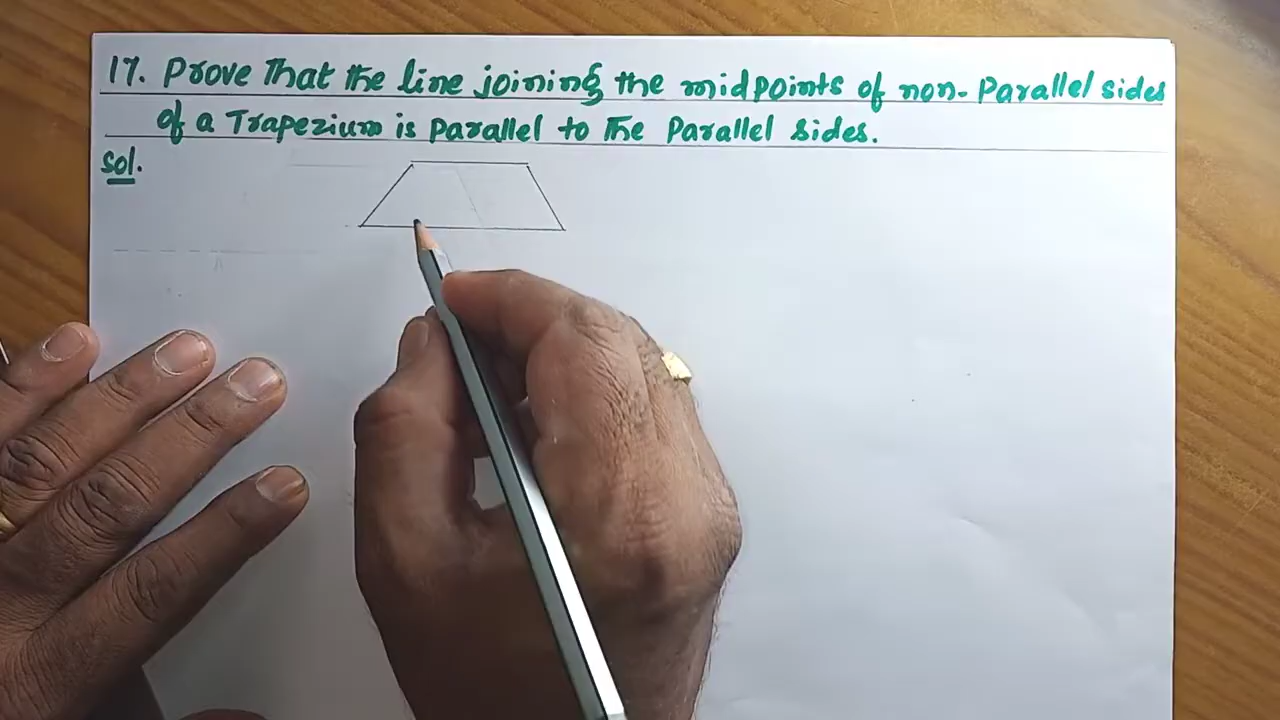 17. Prove That the line joining the midpoints of non-Parallel sides
of a Trapezium is parallel to the Parallel sides.
Sol.